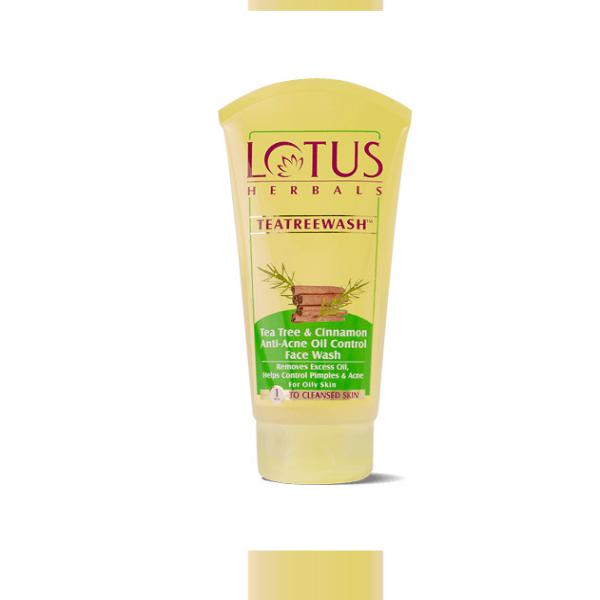 LOTUS
HERBALS
TEATREEWASH™
Tea Tree & Cinnamon
Anti-Acne Oil Control
Face Wash
Removes Excess Oil,
Helps Control Pimples & Acne
For Oily Skin
1 TO CLEANSED SKIN